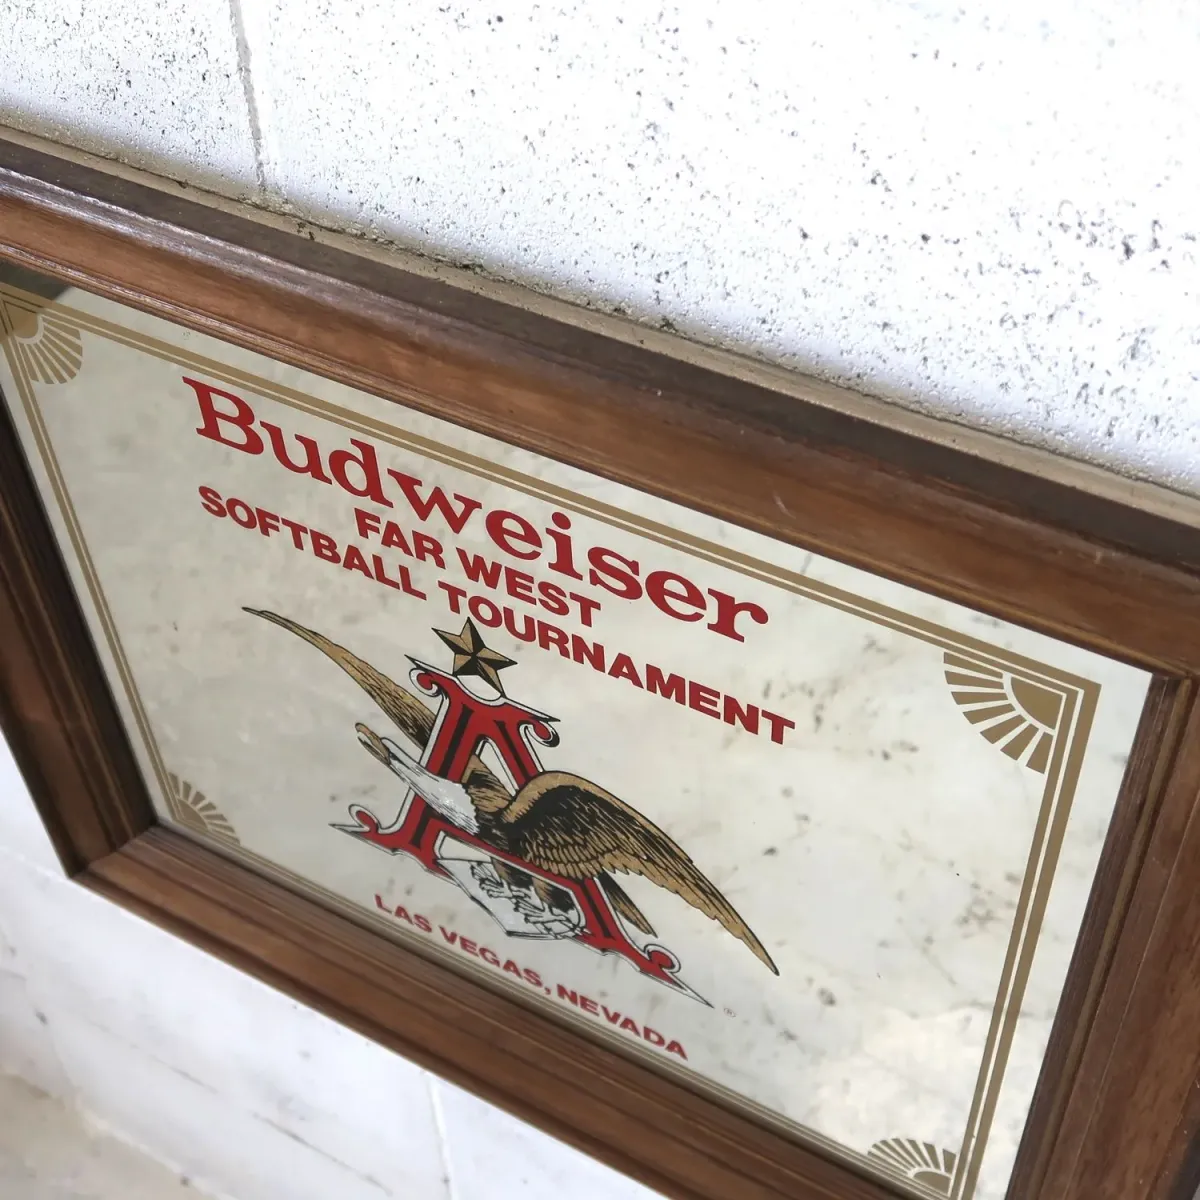 Budweiser
FAR WEST
SOFTBALL TOURNAMENT
A
LAS VEGAS, NEVADA
®